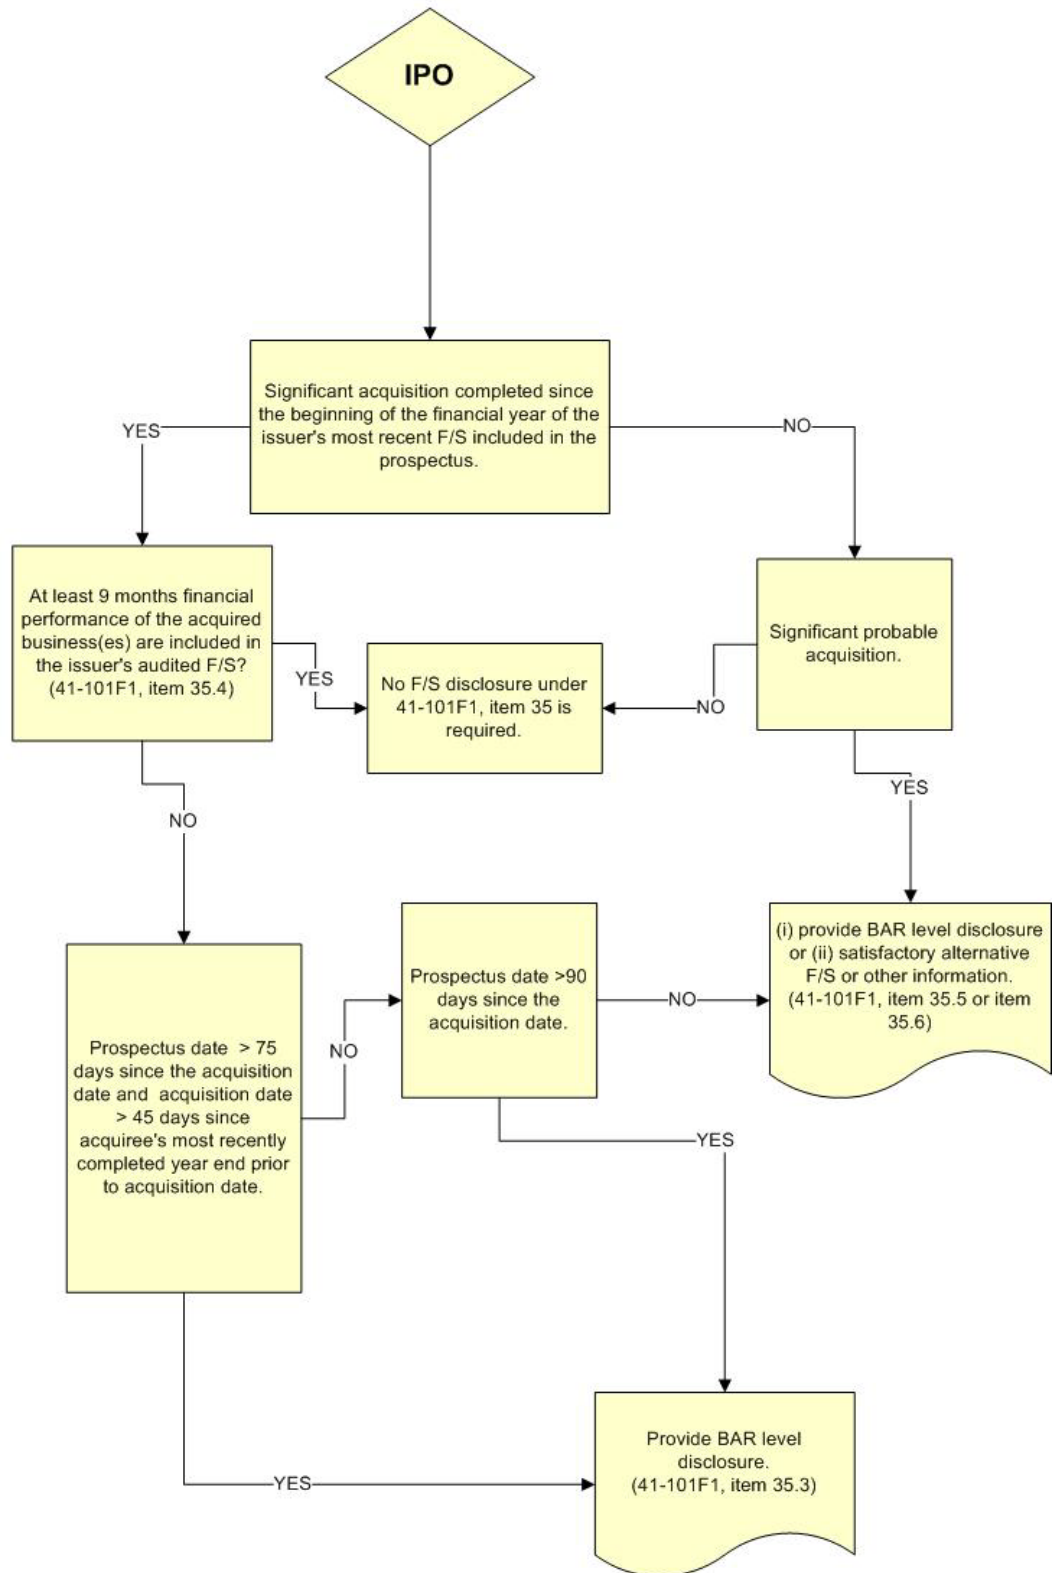 IPO
Significant acquisition completed since
the beginning of the financial year of the
issuer's most recent F/S included in the
prospectus.
YES
NO
At least 9 months financial
performance of the acquired
business(es) are included in
the issuer's audited F/S?
(41-101F1, item 35.4)
YES
No F/S disclosure under
41-101F1, item 35 is
required.
NO
Significant probable
acquisition.
NO
YES
Prospectus date > 75
days since the acquisition
date and acquisition date
> 45 days since
acquiree's most recently
completed year end prior
to acquisition date.
NO
Prospectus date >90
days since the
acquisition date.
NO
(i) provide BAR level disclosure
or (ii) satisfactory alternative
F/S or other information.
(41-101F1, item 35.5 or item
35.6)
YES
YES
Provide BAR level
disclosure.
(41-101F1, item 35.3)